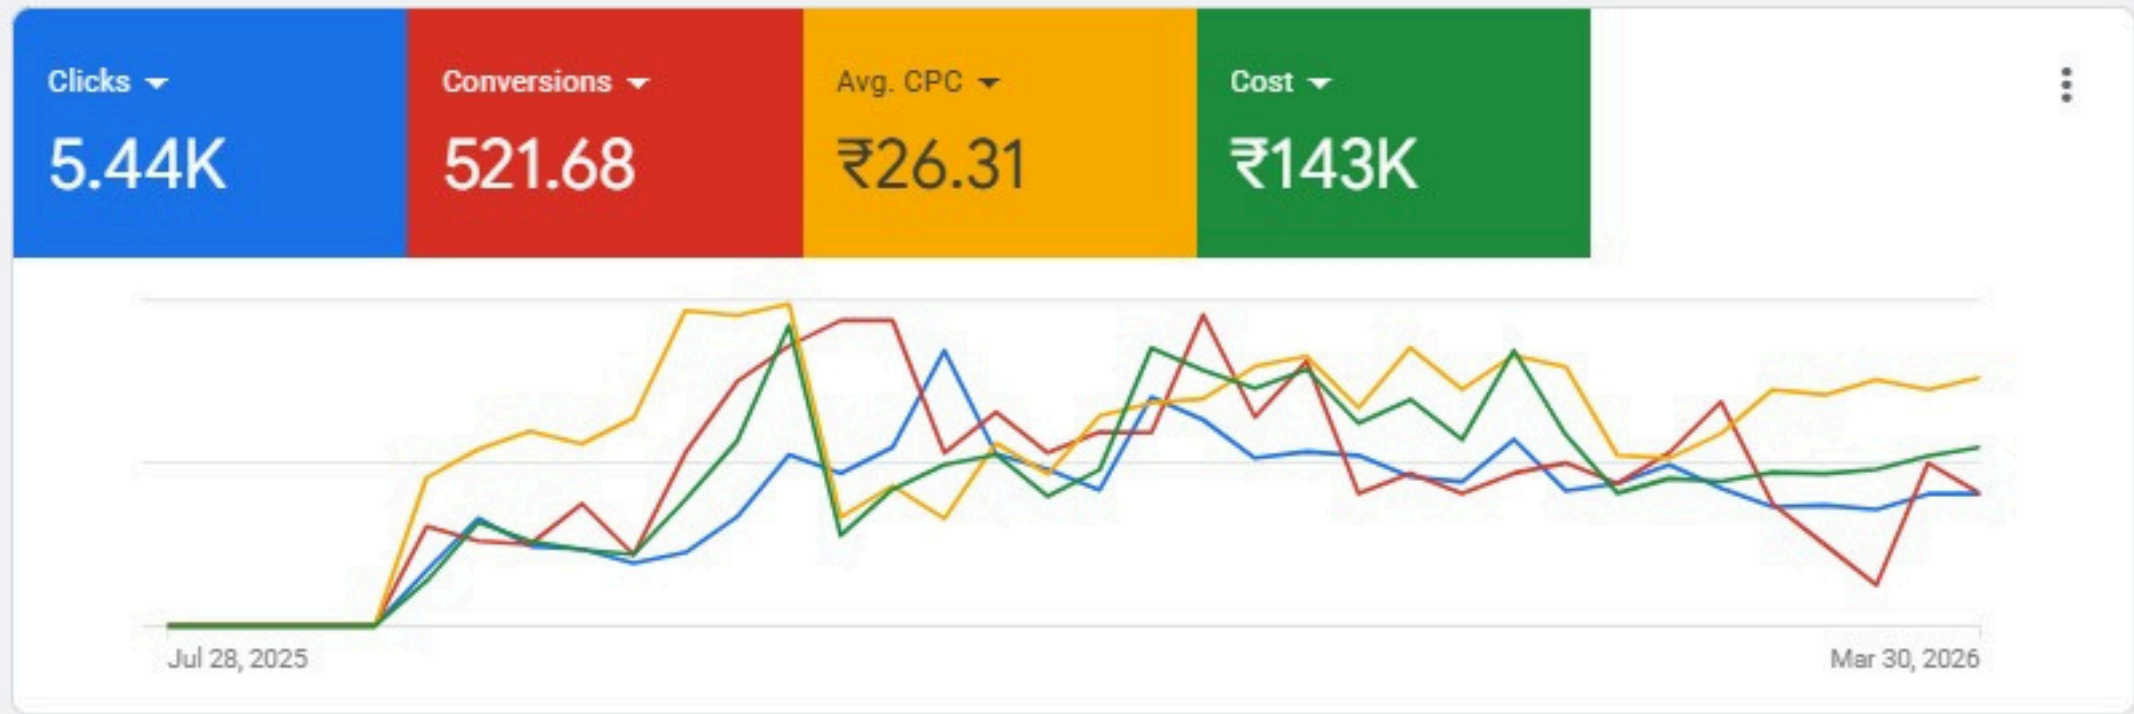 Clicks Conversions Avg. CPC Cost
5.44K 521.68 ₹26.31 ₹143K
Jul 28, 2025 Mar 30, 2026